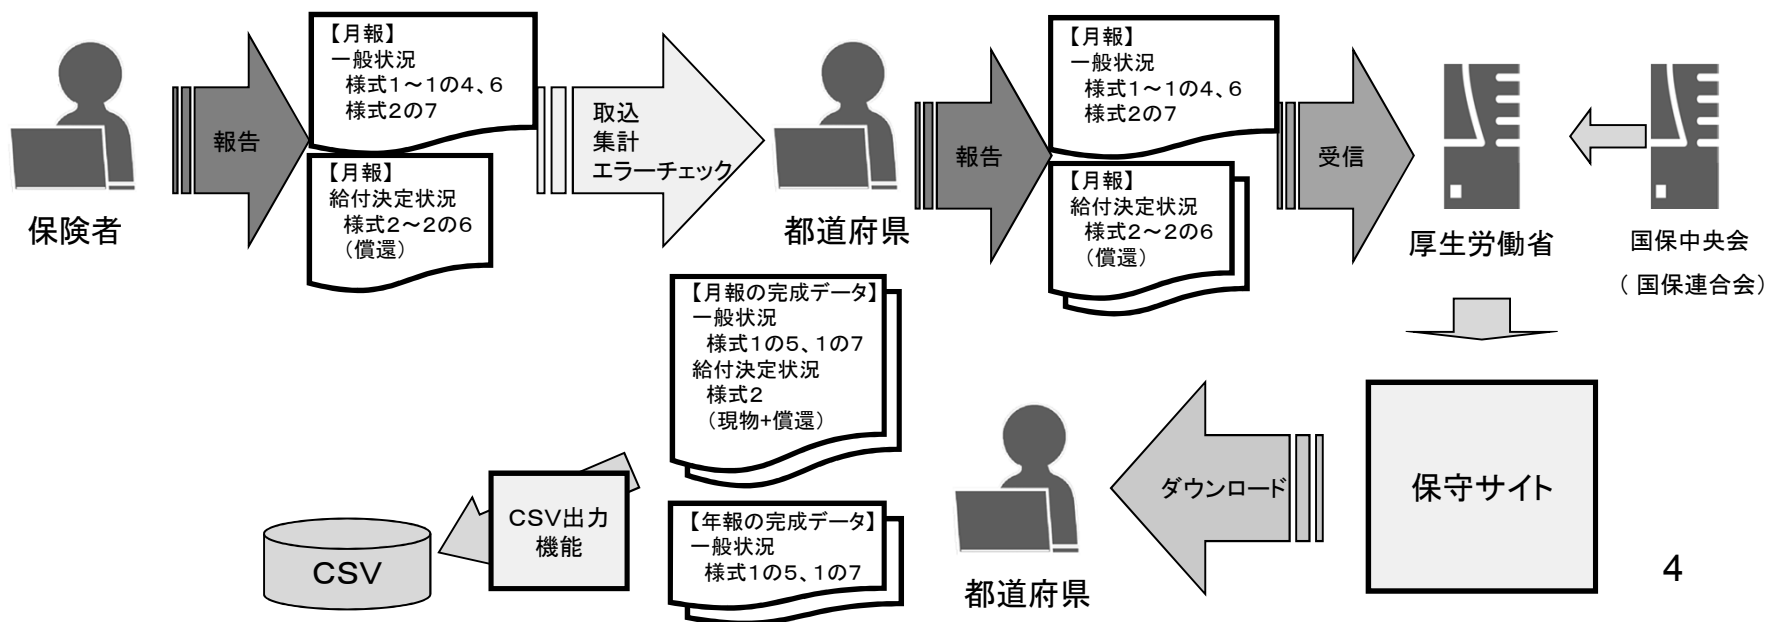 【月報】
一般状況
様式1～1の4、6
様式2の7
報告
【月報】
給付決定状況
様式2～2の6
(償還)
保険者
取込
集計
エラーチェック
都道府県
報告
【月報】
一般状況
様式1～1の4、6
様式2の7
【月報】
給付決定状況
様式2～2の6
(償還)
受信
厚生労働省
国保中央会
(国保連合会)
【月報の完成データ】
一般状況
様式1の5、1の7
給付決定状況
様式2
(現物+償還)
保守サイト
ダウンロード
都道府県
【年報の完成データ】
一般状況
様式1の5、1の7
CSV出力
機能
CSV
4